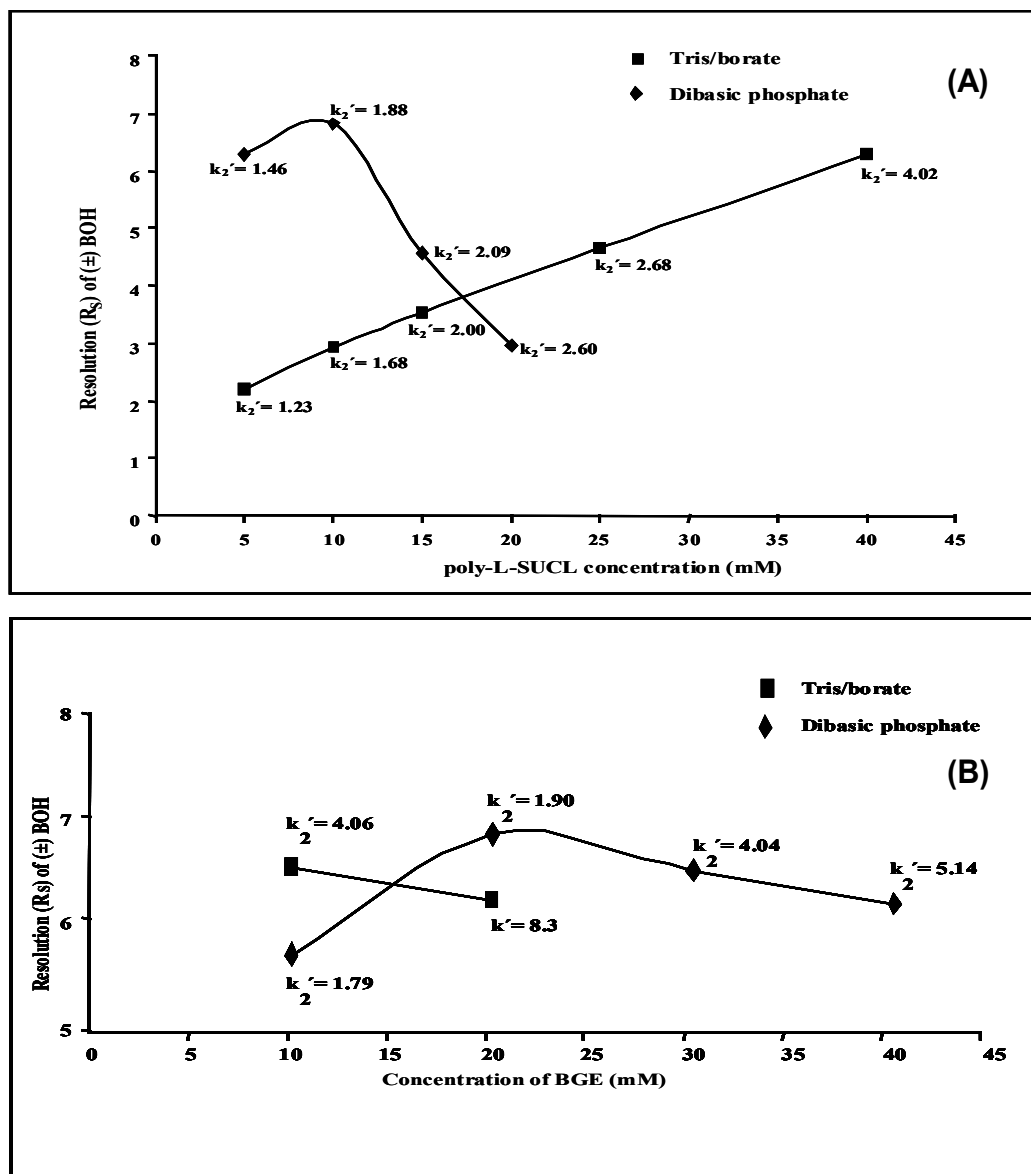 8
Tris/borate
(A)
Dibasic phosphate
7
k₂´= 1.88
6
k₂´= 1.46
k₂´= 4.02
5
k₂´= 2.09
4
k₂´= 2.68
3
k₂´= 2.00
k₂´= 2.60
k₂´= 1.68
2
k₂´= 1.23
1
0
Resolution (R_S) of (±) BOH
0 5 10 15 20 25 30 35 40 45
poly-L-SUCL concentration (mM)
Tris/borate
8
Dibasic phosphate
(B)
k₂´= 1.90
7
k₂´= 4.06
k₂´= 4.04
k₂´= 5.14
6
k´= 8.3
k₂´= 1.79
5
Resolution (Rs) of (±) BOH
0 5 10 15 20 25 30 35 40 45
Concentration of BGE (mM)